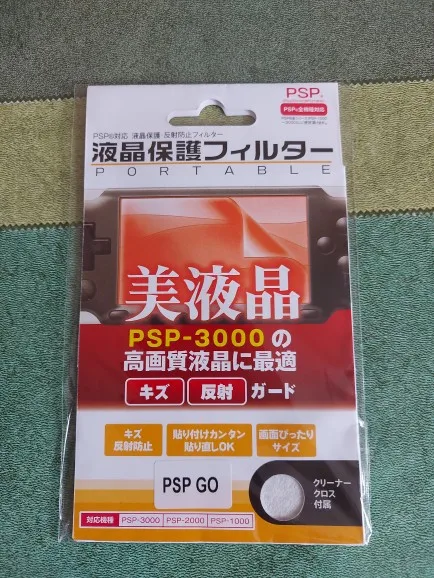 PSP®
PSP®全機種対応
PSP®対応 液晶保護・反射防止フィルター
液晶保護フィルター
PORTABLE
美液晶
PSP-3000の
高画質液晶に最適
キズ 反射 ガード
キズ
反射防止
貼り付けカンタン
貼り直しOK
画面ぴったり
サイズ
PSP GO
クリーナー
クロス
付属
対応機種 PSP-3000 PSP-2000 PSP-1000